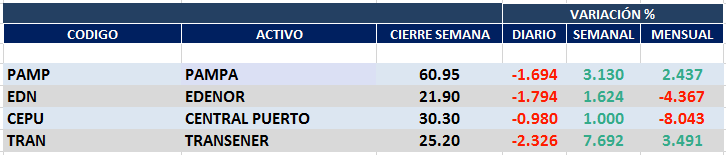 VARIACIÓN %
CODIGO ACTIVO CIERRE SEMANA DIARIO SEMANAL MENSUAL
PAMP PAMPA 60.95 -1.694 3.130 2.437
EDN EDENOR 21.90 -1.794 1.624 -4.367
CEPU CENTRAL PUERTO 30.30 -0.980 1.000 -8.043
TRAN TRANSENER 25.20 -2.326 7.692 3.491